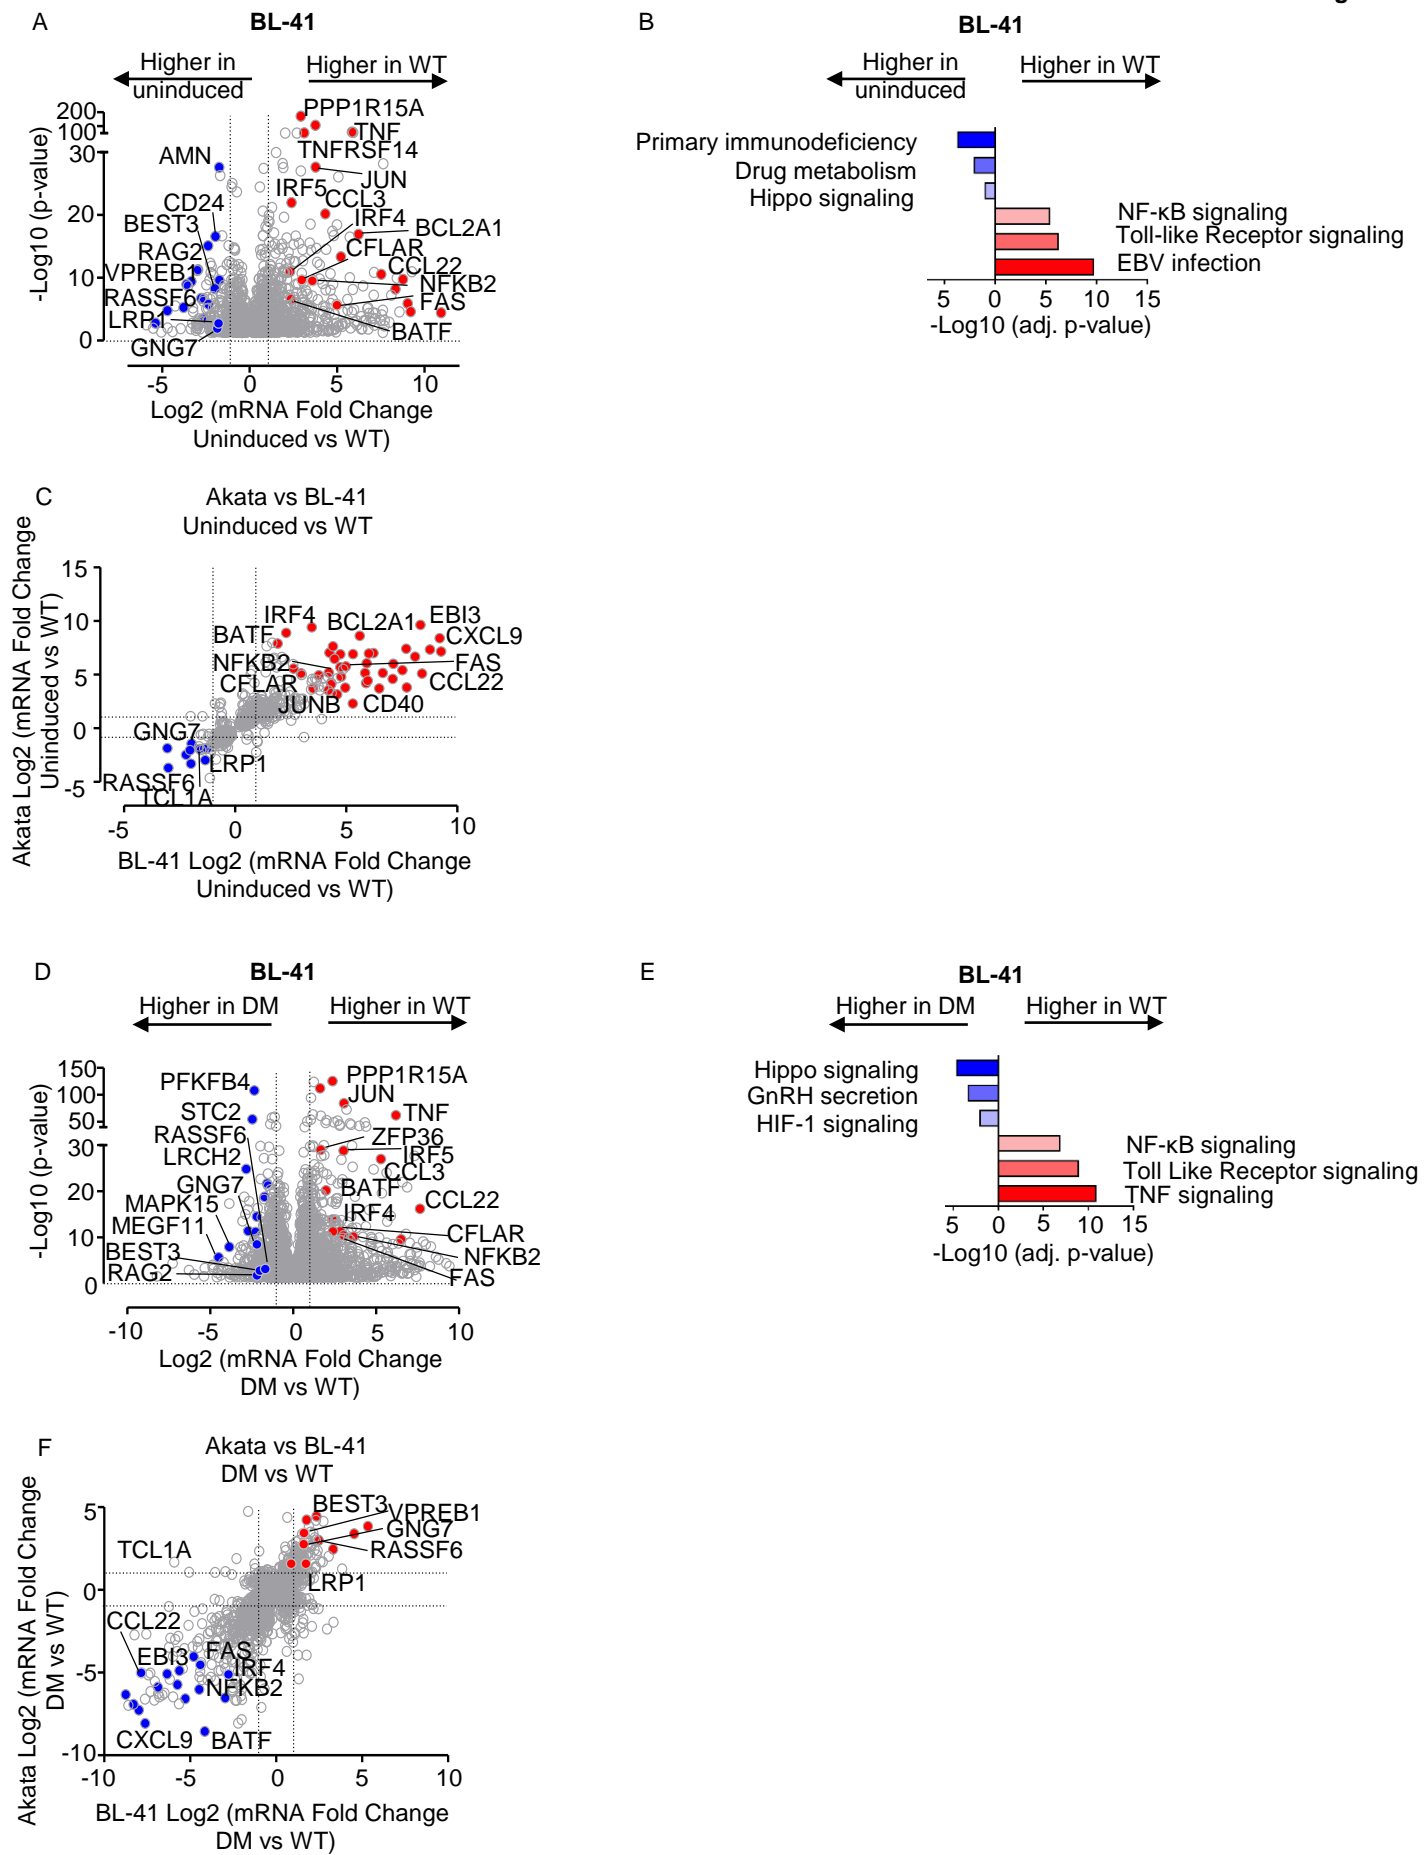 g
A
BL-41
Higher in
uninduced
Higher in WT
-Log10 (p-value)
200
100
30
20
10
0
PPP1R15A
TNF
TNFRSF14
AMN
JUN
IRF5
CCL3
CD24
IRF4
BEST3
BCL2A1
RAG2
CFLAR
VPREB1
CCL22
NFKB2
RASSF6
FAS
LRP1
BATF
GNG7
-5
0
5
10
Log2 (mRNA Fold Change
Uninduced vs WT)
B
BL-41
Higher in
uninduced
Higher in WT
Primary immunodeficiency
Drug metabolism
Hippo signaling
NF-κB signaling
Toll-like Receptor signaling
EBV infection
5
0
5
10
15
-Log10 (adj. p-value)
C
Akata vs BL-41
Uninduced vs WT
Akata Log2 (mRNA Fold Change
Uninduced vs WT)
15
10
5
0
-5
IRF4
BCL2A1
EBI3
BATF
CXCL9
NFKB2
FAS
CFLAR
CCL22
JUNB
CD40
GNG7
LRP1
RASSF6
TCL1A
-5
0
5
10
BL-41 Log2 (mRNA Fold Change
Uninduced vs WT)
D
BL-41
Higher in DM
Higher in WT
-Log10 (p-value)
150
100
50
30
20
10
0
PFKFB4
PPP1R15A
JUN
STC2
TNF
RASSF6
ZFP36
LRCH2
IRF5
CCL3
GNG7
BATF
MAPK15
CCL22
IRF4
MEGF11
CFLAR
BEST3
NFKB2
RAG2
FAS
-10
-5
0
5
10
Log2 (mRNA Fold Change
DM vs WT)
E
BL-41
Higher in DM
Higher in WT
Hippo signaling
GnRH secretion
HIF-1 signaling
NF-κB signaling
Toll Like Receptor signaling
TNF signaling
5
0
5
10
15
-Log10 (adj. p-value)
F
Akata vs BL-41
DM vs WT
Akata Log2 (mRNA Fold Change
DM vs WT)
5
0
-5
-10
BEST3
VPREB1
GNG7
TCL1A
RASSF6
LRP1
CCL22
FAS
EBI3
IRF4
NFKB2
CXCL9
BATF
-10
-5
0
5
10
BL-41 Log2 (mRNA Fold Change
DM vs WT)